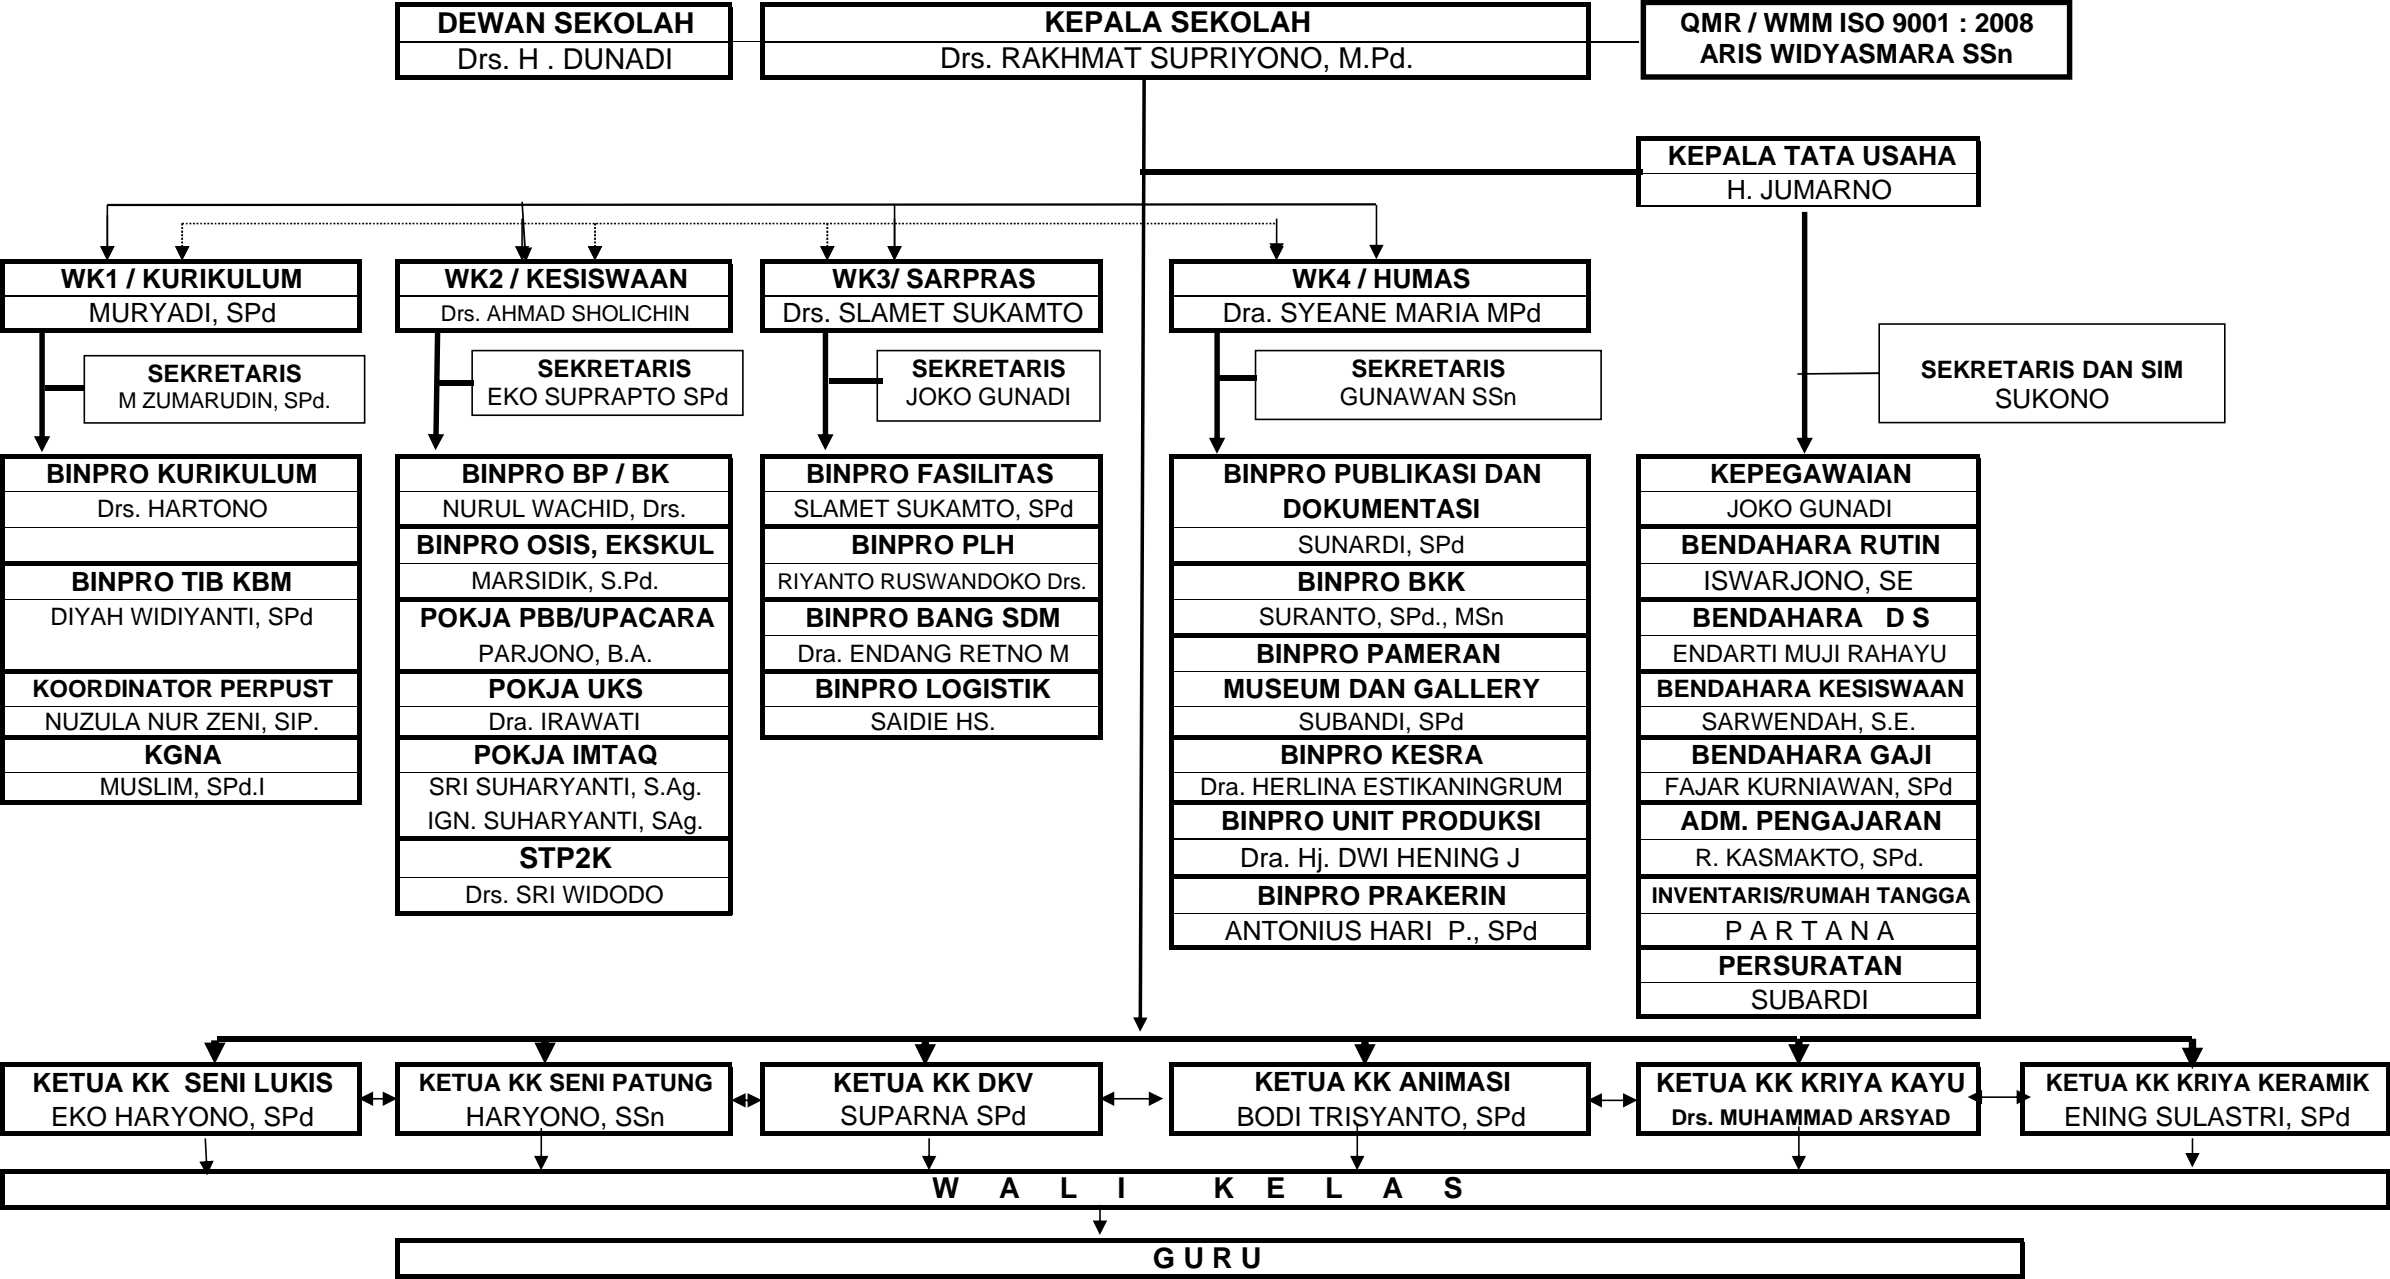 DEWAN SEKOLAH
Drs. H . DUNADI
KEPALA SEKOLAH
Drs. RAKHMAT SUPRIYONO, M.Pd.
QMR / WMM ISO 9001 : 2008
ARIS WIDYASMARA SSn
KEPALA TATA USAHA
H. JUMARNO
WK1 / KURIKULUM
MURYADI, SPd
WK2 / KESISWAAN
Drs. AHMAD SHOLICHIN
WK3/ SARPRAS
Drs. SLAMET SUKAMTO
WK4 / HUMAS
Dra. SYEANE MARIA MPd
SEKRETARIS
M ZUMARUDIN, SPd.
SEKRETARIS
EKO SUPRAPTO SPd
SEKRETARIS
JOKO GUNADI
SEKRETARIS
GUNAWAN SSn
SEKRETARIS DAN SIM
SUKONO
BINPRO KURIKULUM
Drs. HARTONO
BINPRO TIB KBM
DIYAH WIDIYANTI, SPd
KOORDINATOR PERPUST
NUZULA NUR ZENI, SIP.
KGNA
MUSLIM, SPd.I
BINPRO BP / BK
NURUL WACHID, Drs.
BINPRO OSIS, EKSKUL
MARSIDIK, S.Pd.
POKJA PBB/UPACARA
PARJONO, B.A.
POKJA UKS
Dra. IRAWATI
POKJA IMTAQ
SRI SUHARYANTI, S.Ag.
IGN. SUHARYANTI, SAg.
STP2K
Drs. SRI WIDODO
BINPRO FASILITAS
SLAMET SUKAMTO, SPd
BINPRO PLH
RIYANTO RUSWANDOKO Drs.
BINPRO BANG SDM
Dra. ENDANG RETNO M
BINPRO LOGISTIK
SAIDIE HS.
BINPRO PUBLIKASI DAN
DOKUMENTASI
SUNARDI, SPd
BINPRO BKK
SURANTO, SPd., MSn
BINPRO PAMERAN
MUSEUM DAN GALLERY
SUBANDI, SPd
BINPRO KESRA
Dra. HERLINA ESTIKANINGRUM
BINPRO UNIT PRODUKSI
Dra. Hj. DWI HENING J
BINPRO PRAKERIN
ANTONIUS HARI P., SPd
KEPEGAWAIAN
JOKO GUNADI
BENDAHARA RUTIN
ISWARJONO, SE
BENDAHARA D S
ENDARTI MUJI RAHAYU
BENDAHARA KESISWAAN
SARWENDAH, S.E.
BENDAHARA GAJI
FAJAR KURNIAWAN, SPd
ADM. PENGAJARAN
R. KASMAKTO, SPd.
INVENTARIS/RUMAH TANGGA
P A R T A N A
PERSURATAN
SUBARDI
KETUA KK SENI LUKIS
EKO HARYONO, SPd
KETUA KK SENI PATUNG
HARYONO, SSn
KETUA KK DKV
SUPARNA SPd
KETUA KK ANIMASI
BODI TRISYANTO, SPd
KETUA KK KRIYA KAYU
Drs. MUHAMMAD ARSYAD
KETUA KK KRIYA KERAMIK
ENING SULASTRI, SPd
W A L I K E L A S
G U R U